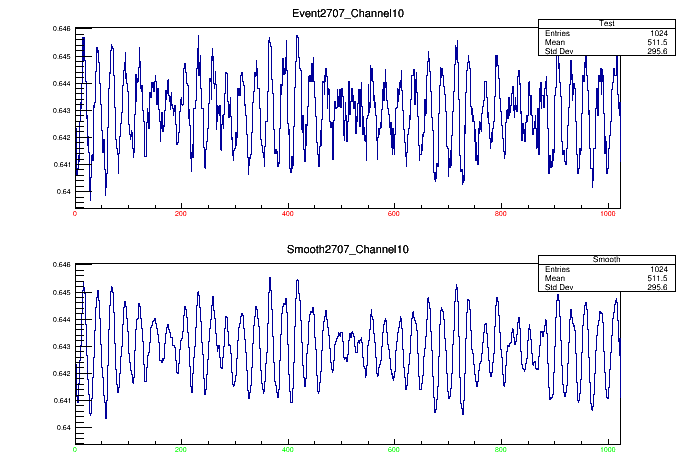 Event2707_Channel10
Test
Entries 1024
Mean 511.5
Std Dev 295.6
0.646
0.645
0.644
0.643
0.642
0.641
0.64
0 200 400 600 800 1000
Smooth2707_Channel10
Smooth
Entries 1024
Mean 511.5
Std Dev 295.6
0.646
0.645
0.644
0.643
0.642
0.641
0.64
0 200 400 600 800 1000